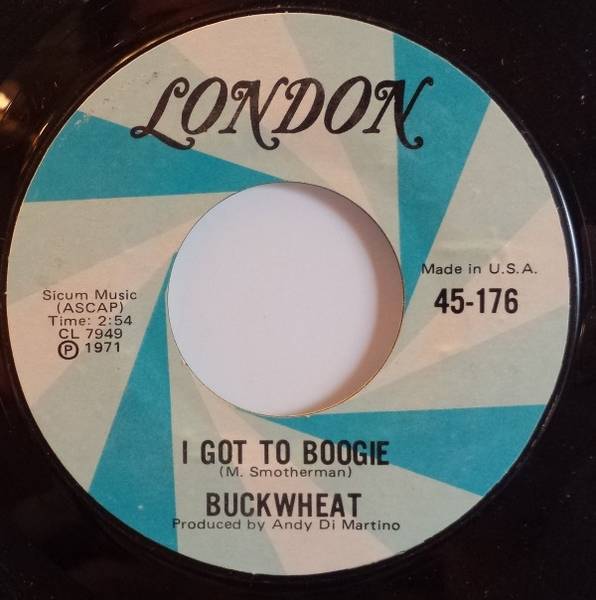 LONDON
Made in U.S.A.
45-176
Sicum Music
(ASCAP)
Time: 2:54
CL 7949
Ⓟ 1971
I GOT TO BOOGIE
(M. Smotherman)
BUCKWHEAT
Produced by Andy Di Martino